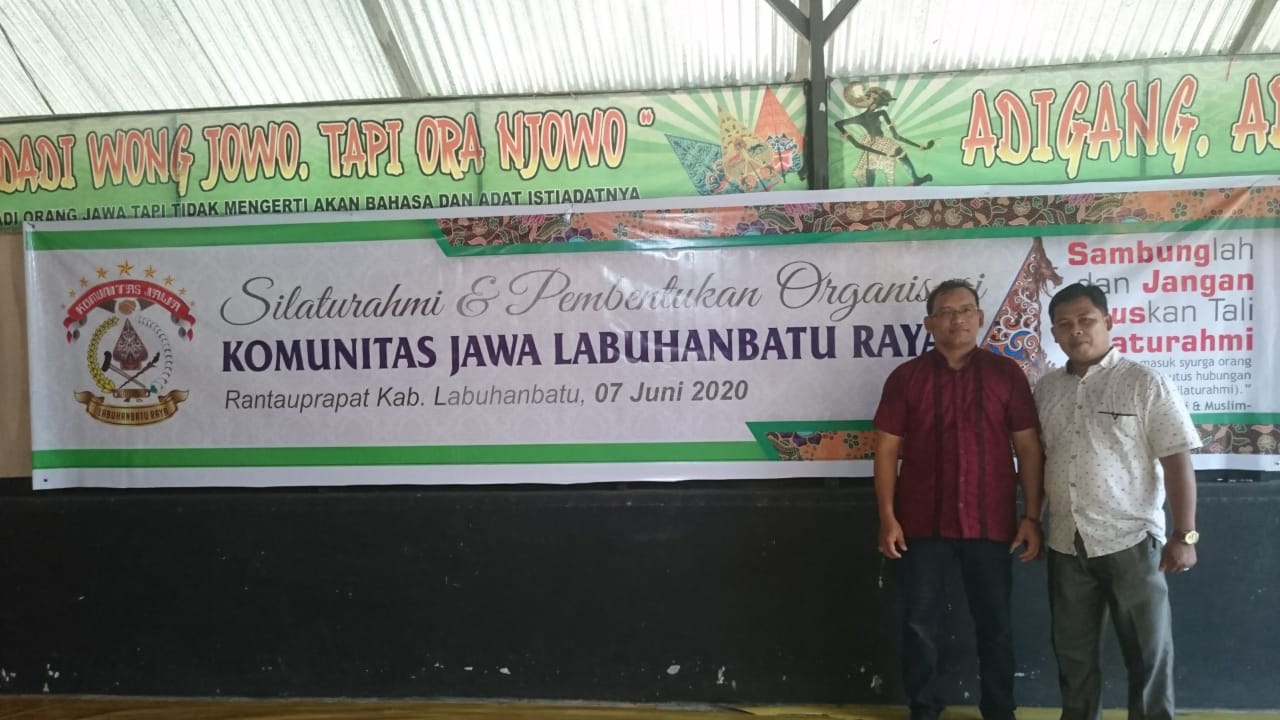 DADI WONG JOWO, TAPI ORA NJOWO "
ADI ORANG JAWA TAPI TIDAK MENGERTI AKAN BAHASA DAN ADAT ISTIADATNYA
ADIGANG, AD
KOMUNITAS JAWA
LABUHANBATU RAYA
Silaturahmi & Pembentukan Organisasi
KOMUNITAS JAWA LABUHANBATU RAYA
Rantauprapat Kab. Labuhanbatu, 07 Juni 2020
Sambunglah
dan Jangan
uskan Tali
aturahmi
masuk syurga orang
utus hubungan
ilaturahmi)."
i & Muslim-